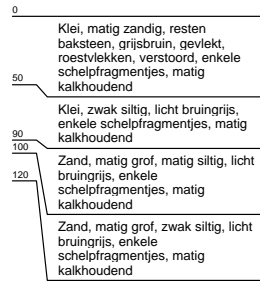 0
Klei, matig zandig, resten
baksteen, grijsbruin, gevlekt,
roestvlekken, verstoord, enkele
schelpfragmentjes, matig
kalkhoudend
50
Klei, zwak siltig, licht bruingrijs,
enkele schelpfragmentjes, matig
kalkhoudend
90
Zand, matig grof, matig siltig, licht
bruingrijs, enkele
schelpfragmentjes, matig
kalkhoudend
100
Zand, matig grof, zwak siltig, licht
bruingrijs, enkele
schelpfragmentjes, matig
kalkhoudend
120